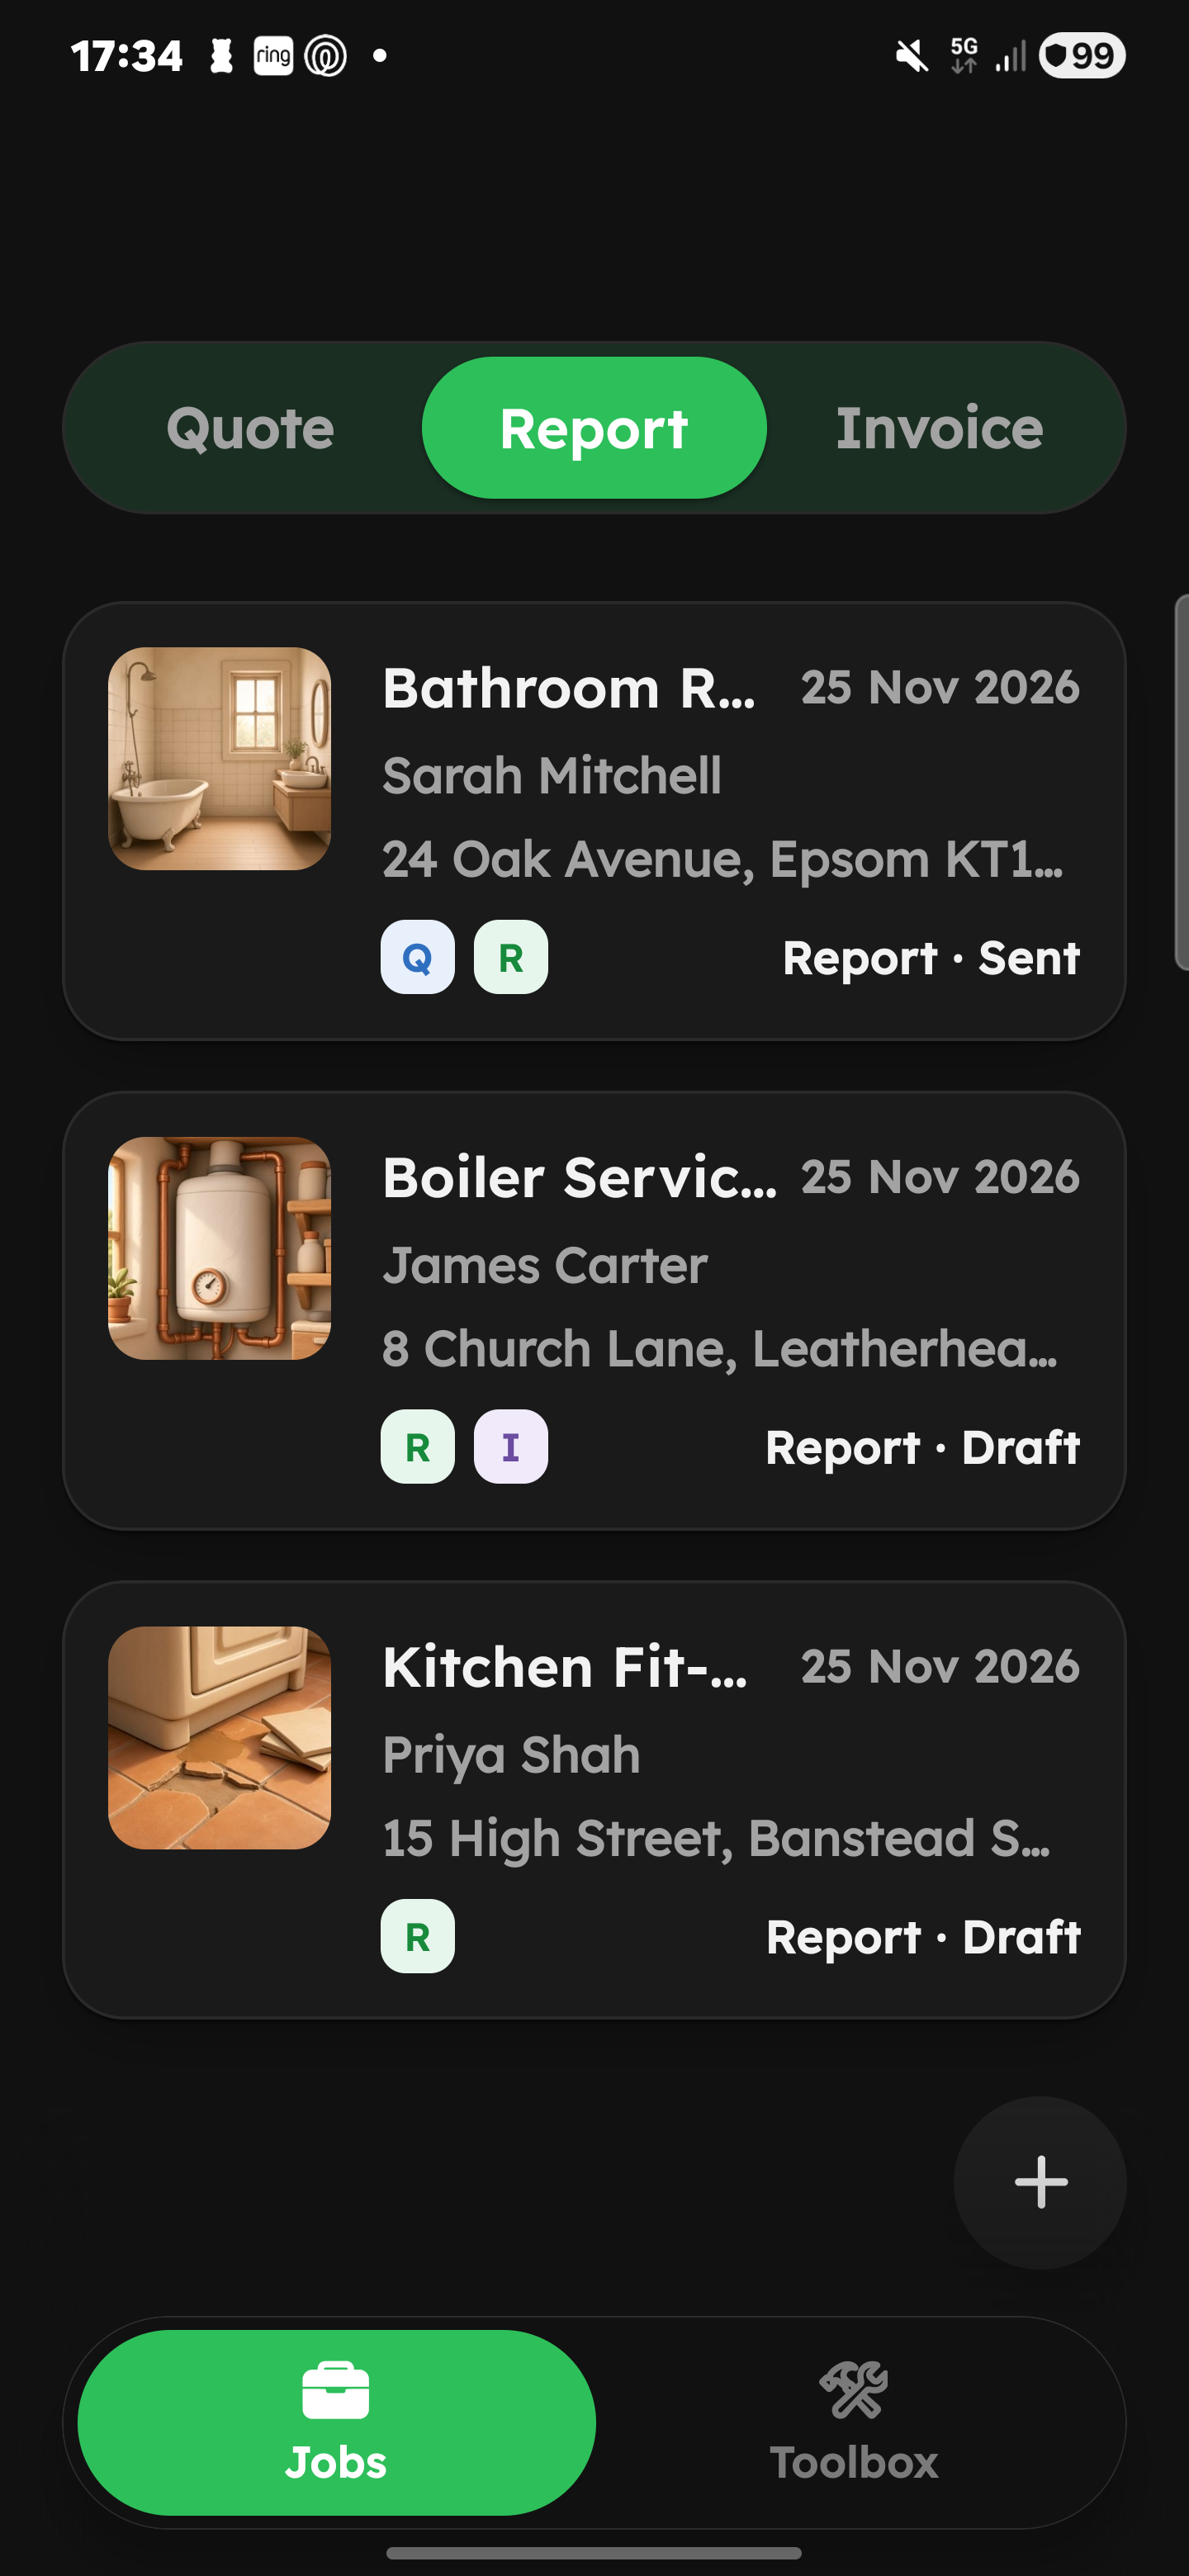 17:34 ring 5G 99
Quote Report Invoice
Bathroom R... 25 Nov 2026
Sarah Mitchell
24 Oak Avenue, Epsom KT1...
Q R Report · Sent
Boiler Servic... 25 Nov 2026
James Carter
8 Church Lane, Leatherhea...
R I Report · Draft
Kitchen Fit-... 25 Nov 2026
Priya Shah
15 High Street, Banstead S...
R Report · Draft
Jobs Toolbox